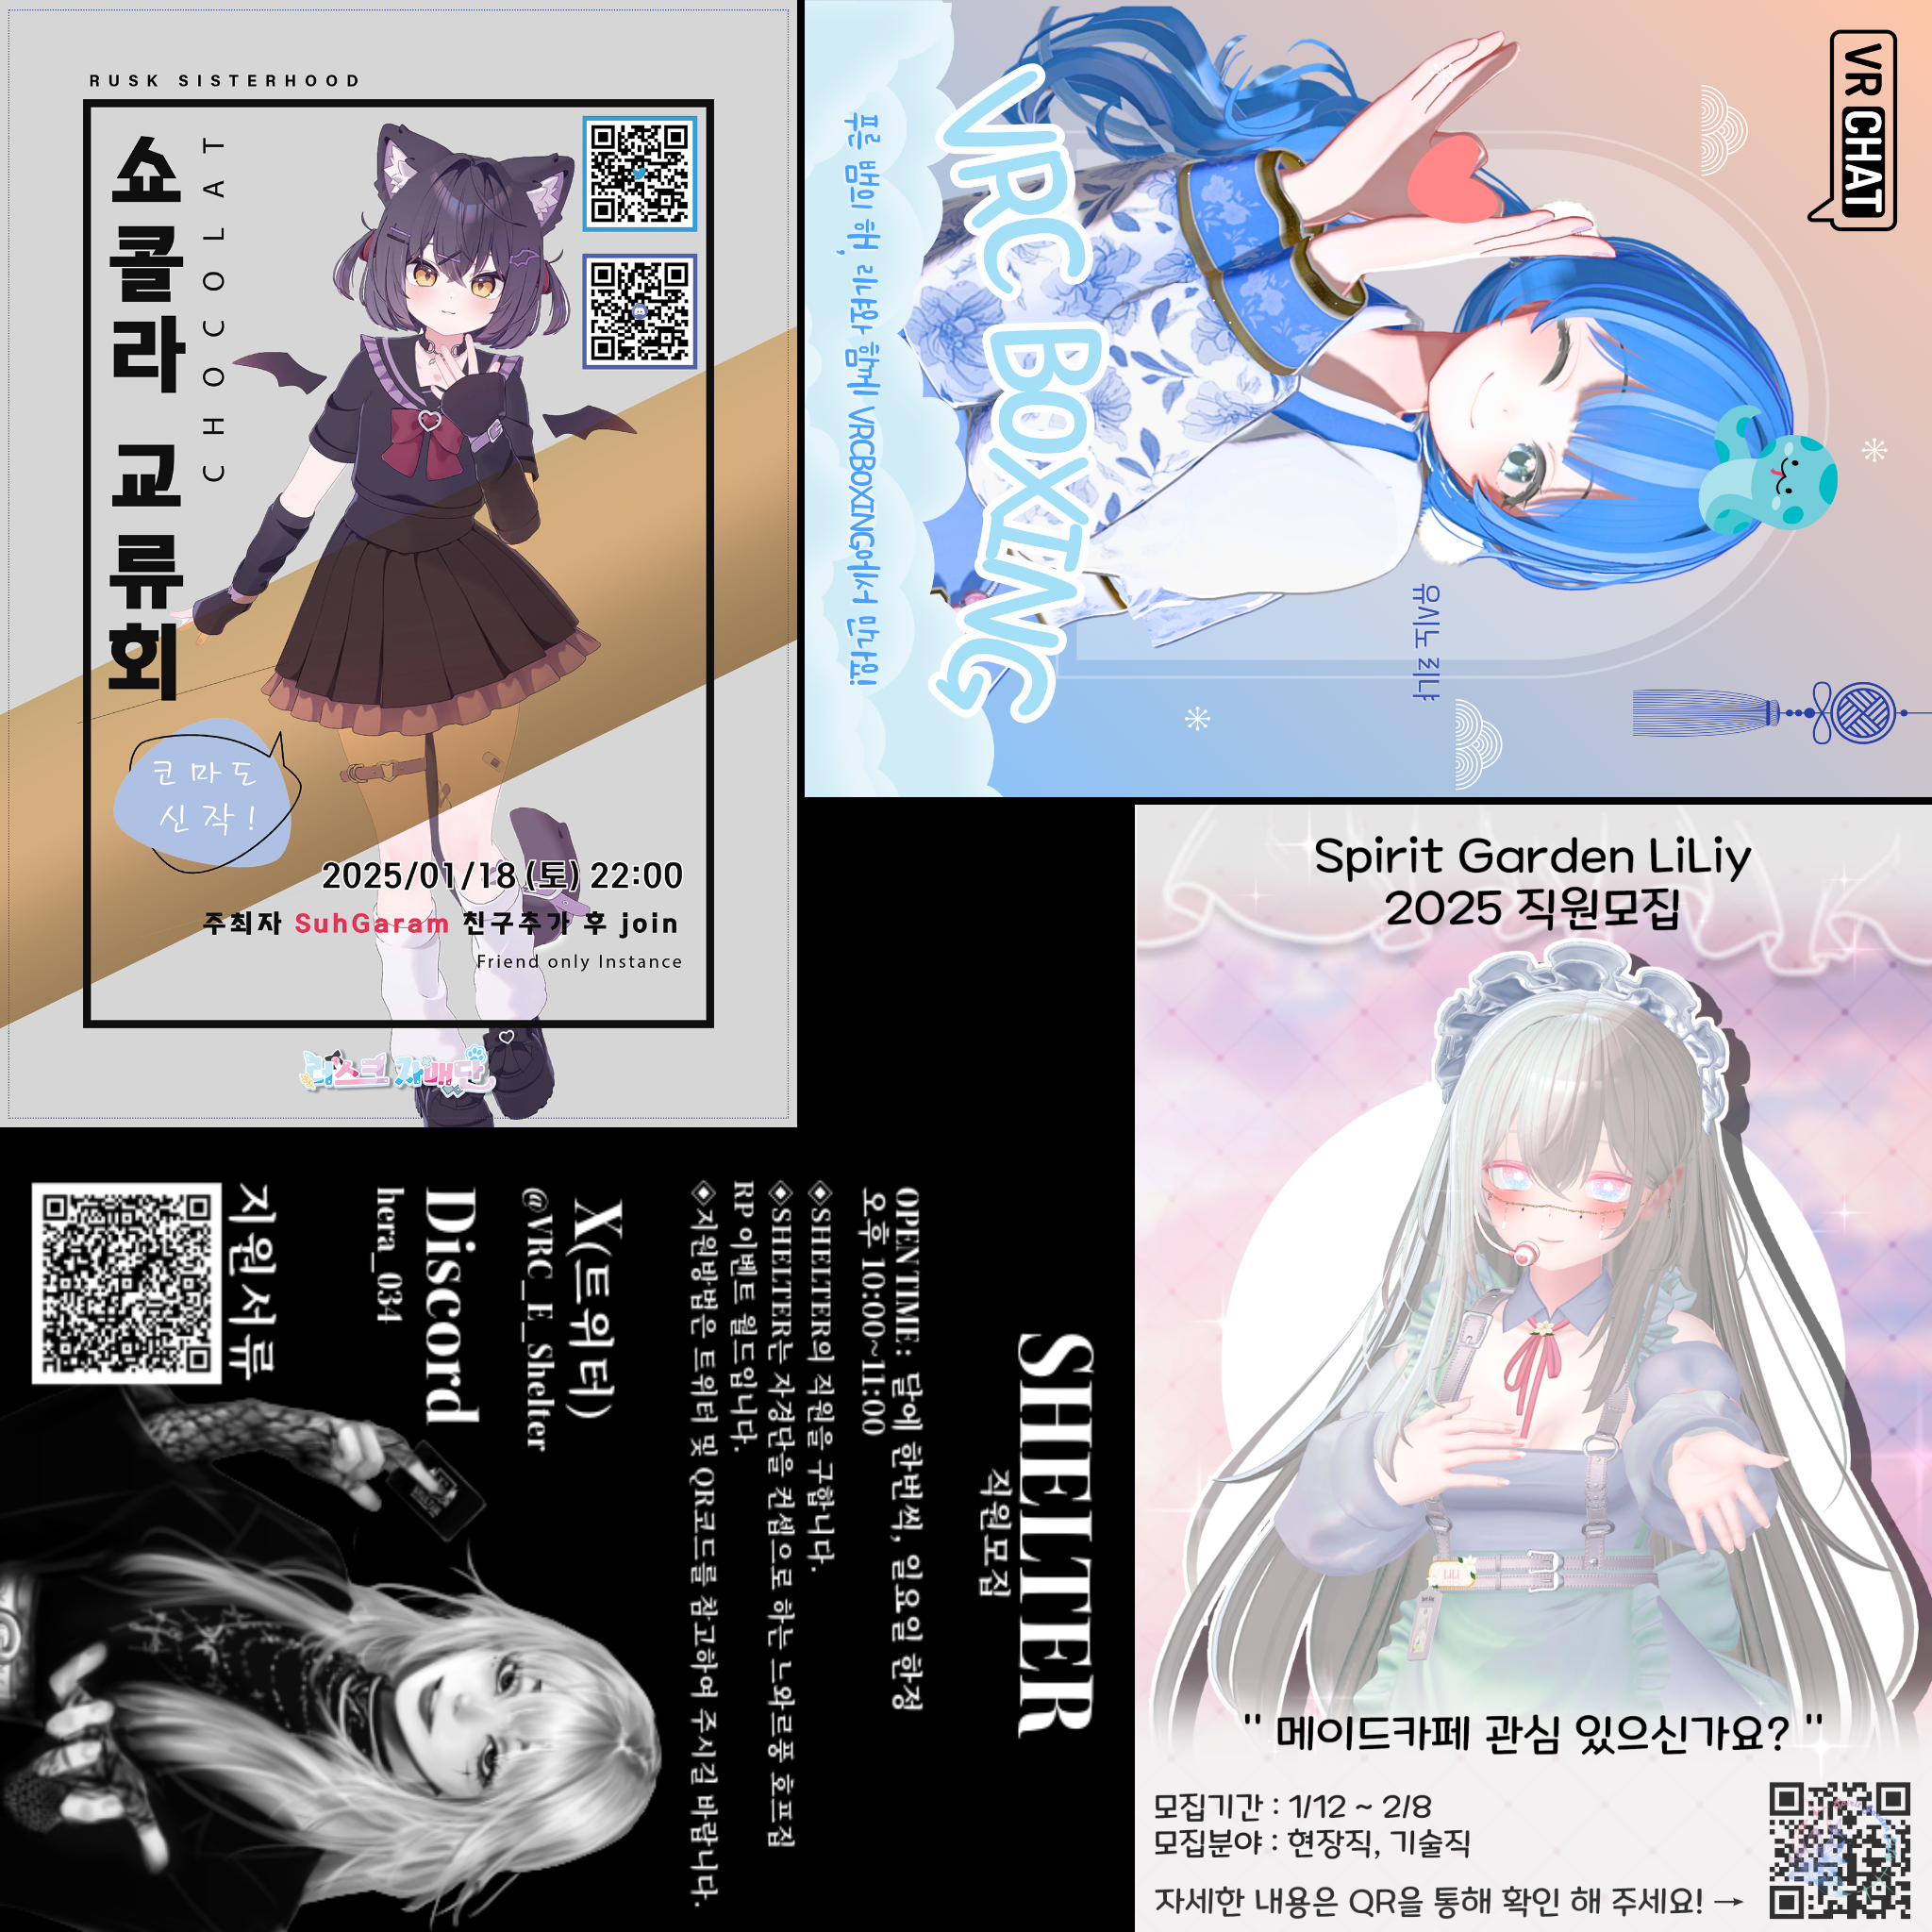 RUSK SISTERHOOD
쇼콜라 교류회
CHOCOLAT
코마도
신작!
2025/01/18 (토) 22:00
주최자 SuhGaram 친구추가 후 join
Friend only Instance
러스크 자매단
VRCHAT
유시노 리냐
VRC BOXING
푸른 뱀의 해, 리냐와 함께 VRCBOXING에서 만나요!
SHELTER
직원모집
OPEN TIME: 달에 한번씩, 일요일 한정
오후 10:00~11:00
◈SHELTER의 직원을 구합니다.
◈SHELTER는 자경단을 컨셉으로 하는 느와르풍 호프집
RP 이벤트 월드입니다.
◈지원방법은 트위터 및 QR코드를 참고하여 주시길 바랍니다.
X(트위터)
@VRC_E_Shelter
Discord
hera_034
지원서류
Spirit Garden LiLiy
2025 직원모집
" 메이드카페 관심 있으신가요? "
모집기간 : 1/12 ~ 2/8
모집분야 : 현장직, 기술직
자세한 내용은 QR을 통해 확인 해 주세요! →